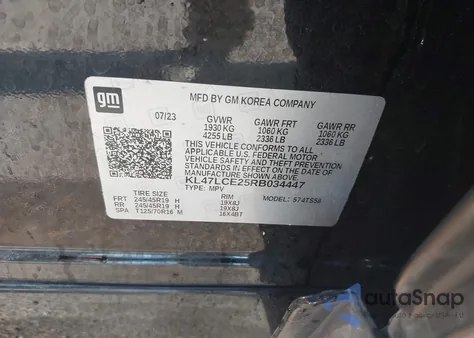 gm
MFD BY GM KOREA COMPANY
07/23
GVWR GAWR FRT GAWR RR
1930 KG 1060 KG 1060 KG
4255 LB 2336 LB 2336 LB
THIS VEHICLE CONFORMS TO ALL
APPLICABLE U.S. FEDERAL MOTOR
VEHICLE SAFETY AND THEFT PREVENTION
STANDARDS IN EFFECT ON THE DATE OF
MANUFACTURE SHOWN ABOVE.
KL47LCE25RB034447
TYPE: MPV MODEL: 574TS58
TIRE SIZE RIM
FRT 245/45R19 H 19X8J
RR 245/45R19 H 19X8J
SPA T125/70R16 M 16X4BT
AutoSnap